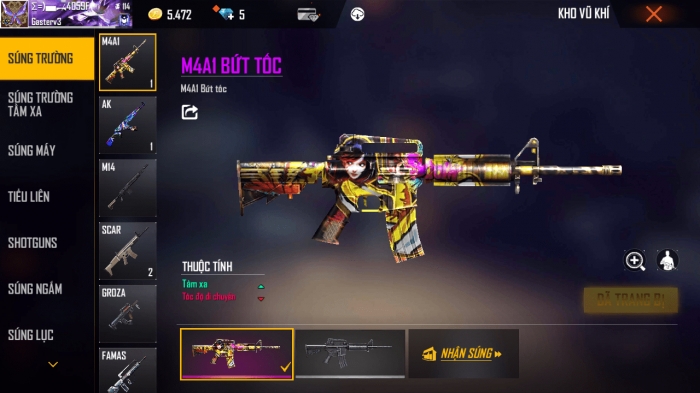 # 114
Gesterv3
5.472
5
KHO VŨ KHÍ
SÚNG TRƯỜNG
SÚNG TRƯỜNG
TẦM XA
SÚNG MÁY
TIỂU LIÊN
SHOTGUNS
SÚNG NGẮM
SÚNG LỤC
M4A1
1
AK
1
M14
SCAR
2
GROZA
FAMAS
M4A1 BỨT TỐC
M4A1 Bứt tốc
THUỘC TÍNH
Tầm xa
Tốc độ di chuyển
ĐÃ TRANG BỊ
NHẬN SÚNG